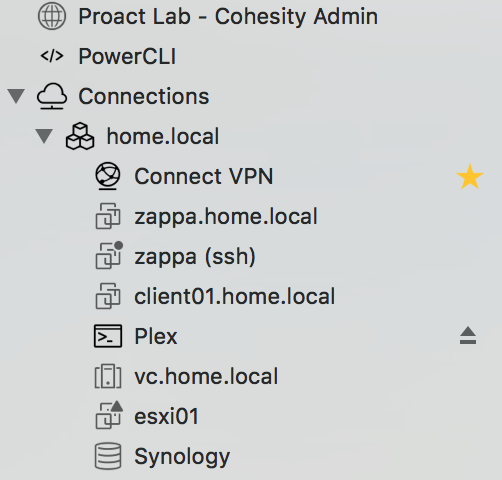 Proact Lab - Cohesity Admin
PowerCLI
Connections
home.local
Connect VPN
zappa.home.local
zappa (ssh)
client01.home.local
Plex
vc.home.local
esxi01
Synology